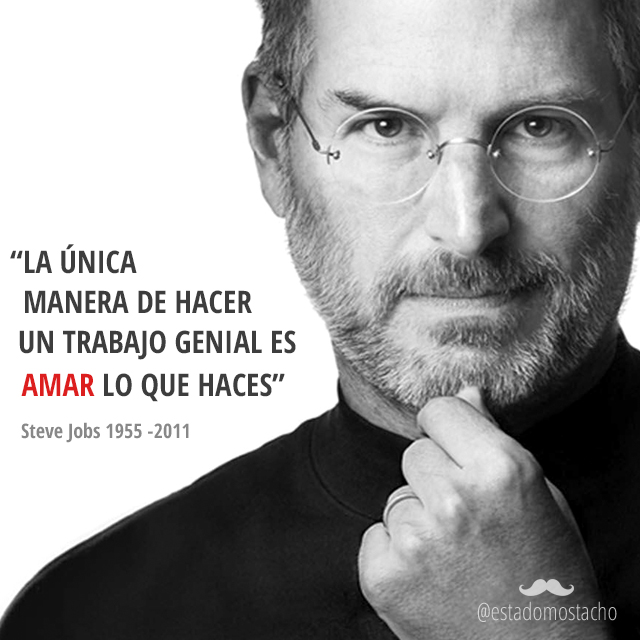 “LA ÚNICA
MANERA DE HACER
UN TRABAJO GENIAL ES
AMAR LO QUE HACES”
Steve Jobs 1955 -2011
@estadomostacho